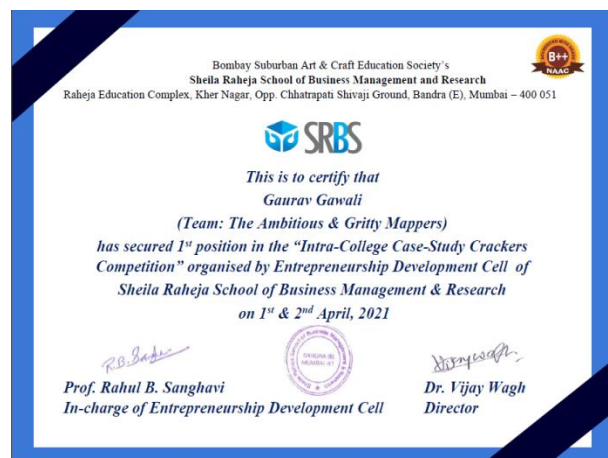 Bombay Suburban Art & Craft Education Society's
Sheila Raheja School of Business Management and Research
Raheja Education Complex, Kher Nagar, Opp. Chhatrapati Shivaji Ground, Bandra (E), Mumbai – 400 051
B++
NAAC
SRBS
This is to certify that
Gaurav Gawali
(Team: The Ambitious & Gritty Mappers)
has secured 1st position in the “Intra-College Case-Study Crackers
Competition” organised by Entrepreneurship Development Cell of
Sheila Raheja School of Business Management & Research
on 1st & 2nd April, 2021
Prof. Rahul B. Sanghavi
Dr. Vijay Wagh
In-charge of Entrepreneurship Development Cell
Director